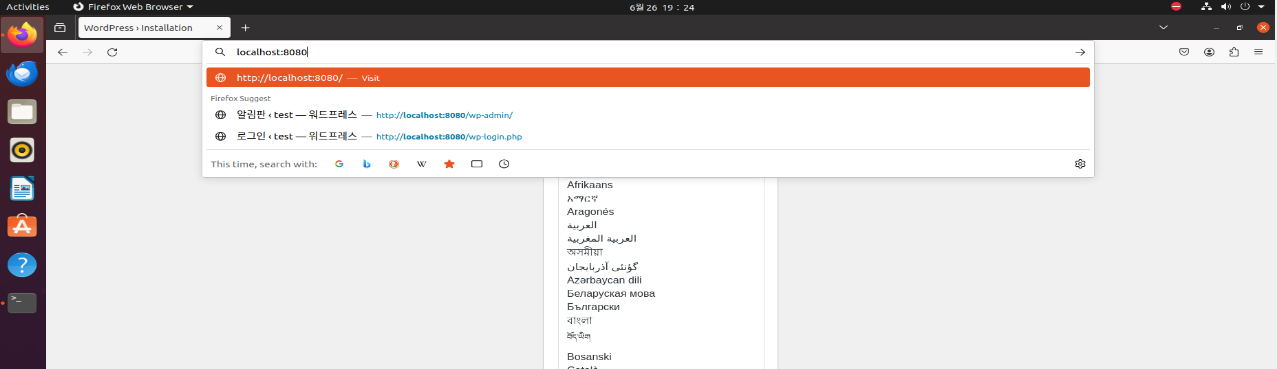 Activities
Firefox Web Browser
6월 26 19 : 24
WordPress › Installation
localhost:8080
http://localhost:8080/ — Visit
Firefox Suggest
알림판 ‹ test — 워드프레스 — http://localhost:8080/wp-admin/
로그인 ‹ test — 워드프레스 — http://localhost:8080/wp-login.php
This time, search with:
Afrikaans
አማርኛ
Aragonés
العربية
العربية المغربية
অসমীয়া
گؤنئی آذربایجان
Azərbaycan dili
Беларуская мова
Български
বাংলা
བོད་ཡིག
Bosanski